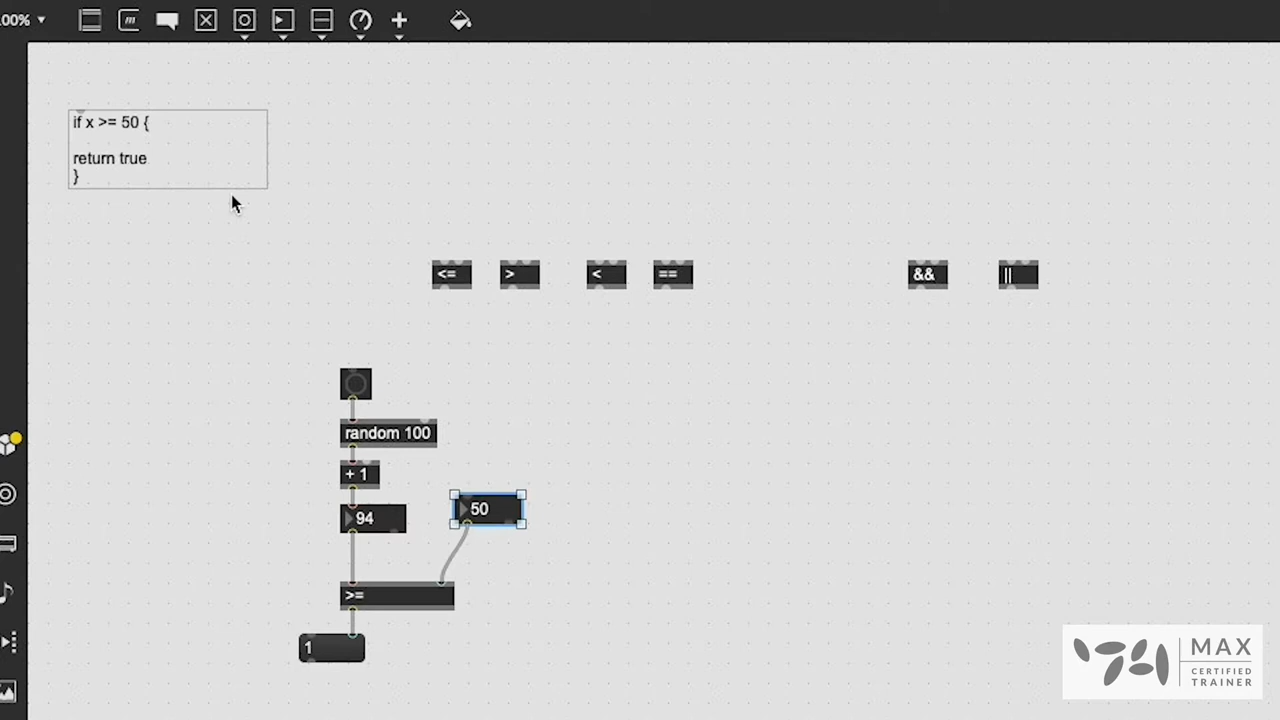 00%
m
if x >= 50 {
return true
}
<= > < == && ||
random 100
+ 1
94
50
>=
1
MAX
CERTIFIED
TRAINER